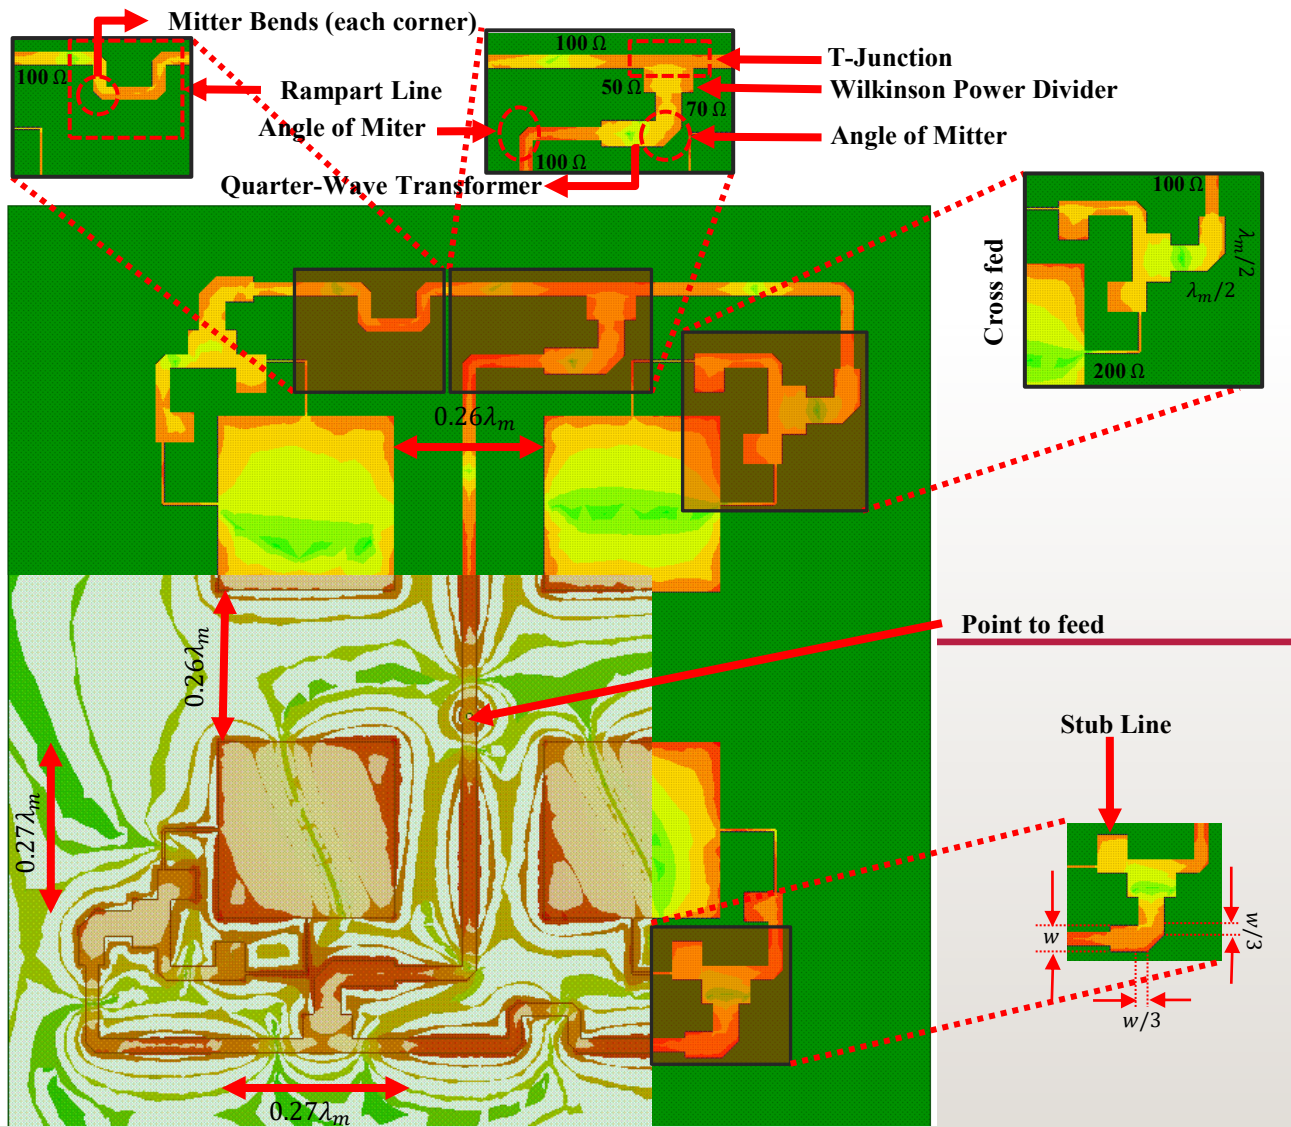 Mitter Bends (each corner)
100 Ω
Rampart Line
Angle of Miter
100 Ω
T-Junction
50 Ω
Wilkinson Power Divider
70 Ω
Angle of Mitter
100 Ω
Quarter-Wave Transformer
100 Ω
Cross fed
λm/2
λm/2
200 Ω
0.26λm
Point to feed
0.26λm
Stub Line
0.27λm
w
w/3
w/3
0.27λm